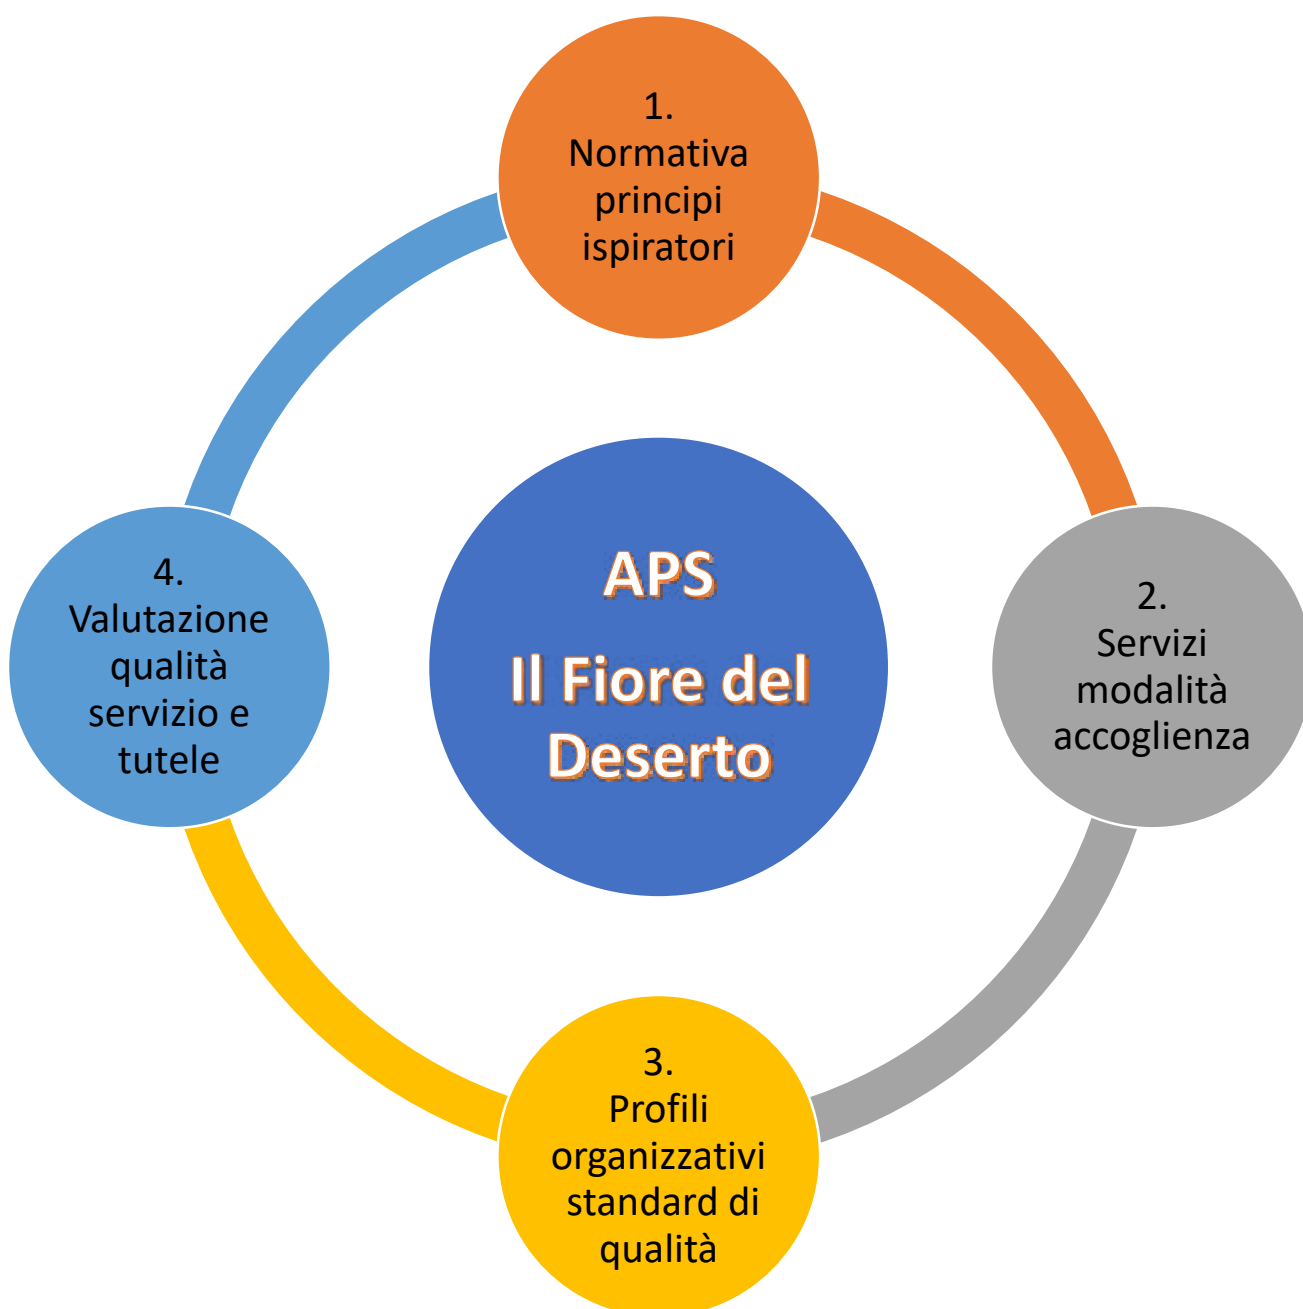 1.
Normativa
principi
ispiratori
APS
Il Fiore del
Deserto
2.
Servizi
modalità
accoglienza
3.
Profili
organizzativi
standard di
qualità
4.
Valutazione
qualità
servizio e
tutele